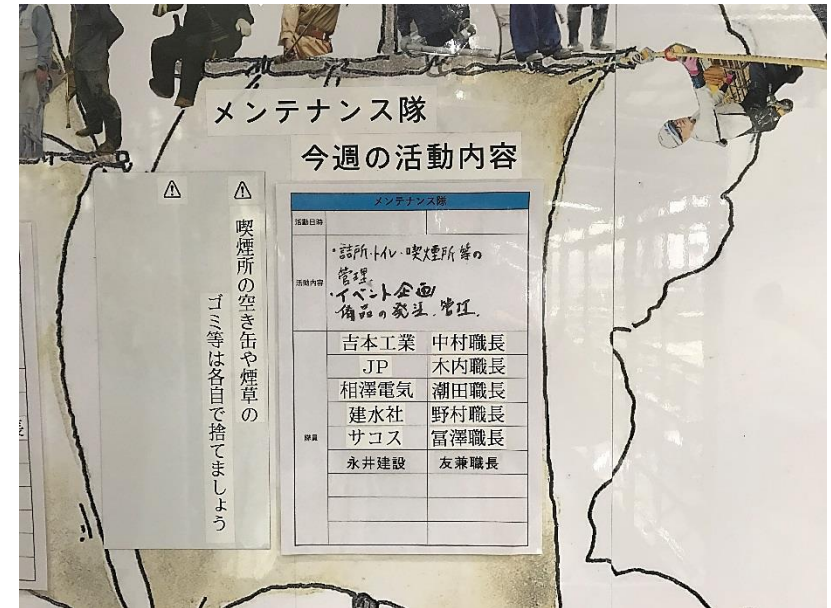 メンテナンス隊
今週の活動内容
⚠ ⚠
喫煙所の空き缶や煙草の
ゴミ等は各自で捨てましょう
メンテナンス隊
活動日時
活動内容
・詰所・トイレ・喫煙所等の
管理
・イベント企画
備品の発注.管理.
隊員
吉本工業 中村職長
JP 木内職長
相澤電気 潮田職長
建水社 野村職長
サコス 冨澤職長
永井建設 友兼職長
長